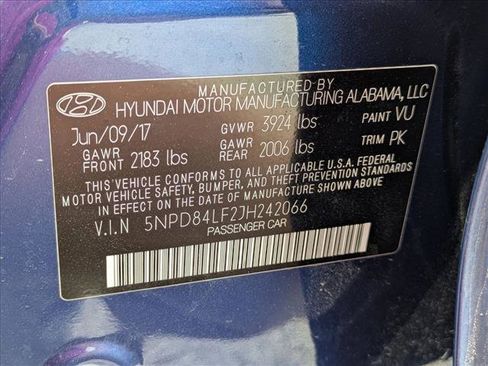 MANUFACTURED BY
HYUNDAI MOTOR MANUFACTURING ALABAMA, LLC
Jun/09/17 GVWR 3924 lbs PAINT VU
GAWR FRONT 2183 lbs GAWR REAR 2006 lbs TRIM PK
THIS VEHICLE CONFORMS TO ALL APPLICABLE U.S.A. FEDERAL
MOTOR VEHICLE SAFETY, BUMPER, AND THEFT PREVENTION STANDARDS
IN EFFECT ON THE DATE OF MANUFACTURE SHOWN ABOVE.
V.I.N 5NPD84LF2JH242066
PASSENGER CAR